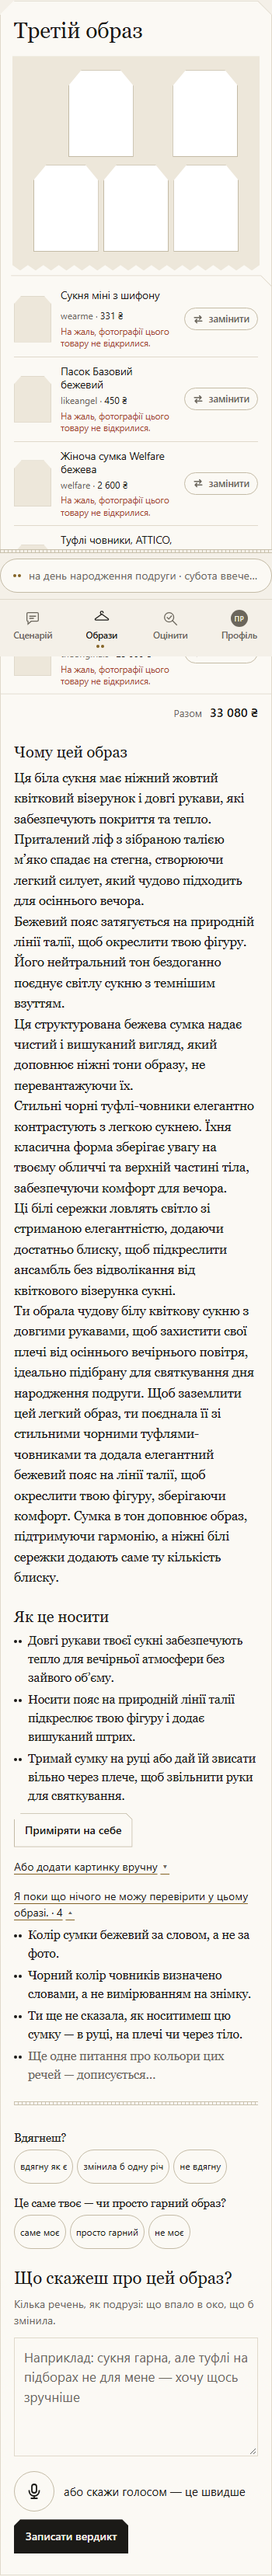 Третій образ
Сукня міні з шифону
wearme · 331 ₴
На жаль, фотографії цього
товару не відкрилися.
замінити
Пасок Базовий
бежевий
likeangel · 450 ₴
На жаль, фотографії цього
товару не відкрилися.
замінити
Жіноча сумка Welfare
бежева
welfare · 2 600 ₴
На жаль, фотографії цього
товару не відкрилися.
замінити
Туфлі човники, ATTICO,
на день народження подруги · субота ввече...
Сценарій
Образи
Оцінити
ПР
Профіль
На жаль, фотографії цього
товару не відкрилися.
Разом 33 080 ₴
Чому цей образ
Ця біла сукня має ніжний жовтий
квітковий візерунок і довгі рукави, які
забезпечують покриття та тепло.
Приталений ліф з зібраною талією
м’яко спадає на стегна, створюючи
легкий силует, який чудово підходить
для осіннього вечора.
Бежевий пояс затягується на природній
лінії талії, щоб окреслити твою фігуру.
Його нейтральний тон бездоганно
поєднує світлу сукню з темнішим
взуттям.
Ця структурована бежева сумка надає
чистий і вишуканий вигляд, який
доповнює ніжні тони образу, не
перевантажуючи їх.
Стильні чорні туфлі-човники елегантно
контрастують з легкою сукнею. Їхня
класична форма зберігає увагу на
твоєму обличчі та верхній частині тіла,
забезпечуючи комфорт для вечора.
Ці білі сережки ловлять світло зі
стриманою елегантністю, додаючи
достатньо блиску, щоб підкреслити
ансамбль без відволікання від
квіткового візерунка сукні.
Ти обрала чудову білу квіткову сукню з
довгими рукавами, щоб захистити свої
плечі від осіннього вечірнього повітря,
ідеально підібрану для святкування дня
народження подруги. Щоб заземлити
цей легкий образ, ти поєднала її зі
стильними чорними туфлями-
човниками та додала елегантний
бежевий пояс на лінії талії, щоб
окреслити твою фігуру, зберігаючи
комфорт. Сумка в тон доповнює образ,
підтримуючи гармонію, а ніжні білі
сережки додають саме ту кількість
блиску.
Як це носити
Довгі рукави твоєї сукні забезпечують
тепло для вечірньої атмосфери без
зайвого об’єму.
Носити пояс на природній лінії талії
підкреслює твою фігуру і додає
вишуканий штрих.
Тримай сумку на руці або дай їй звисати
вільно через плече, щоб звільнити руки
для святкування.
Приміряти на себе
Або додати картинку вручну
Я поки що нічого не можу перевірити у цьому
образі. · 4
Колір сумки бежевий за словом, а не за
фото.
Чорний колір човників визначено
словами, а не вимірюванням на знімку.
Ти ще не сказала, як носитимеш цю
сумку — в руці, на плечі чи через тіло.
Ще одне питання про кольори цих
речей — дописується...
Вдягнеш?
вдягну як є
змінила б одну річ
не вдягну
Це саме твоє — чи просто гарний образ?
саме моє
просто гарний
не моє
Що скажеш про цей образ?
Кілька речень, як подрузі: що впало в око, що б
змінила.
Наприклад: сукня гарна, але туфлі на
підборах не для мене — хочу щось
зручніше
або скажи голосом — це швидше
Записати вердикт